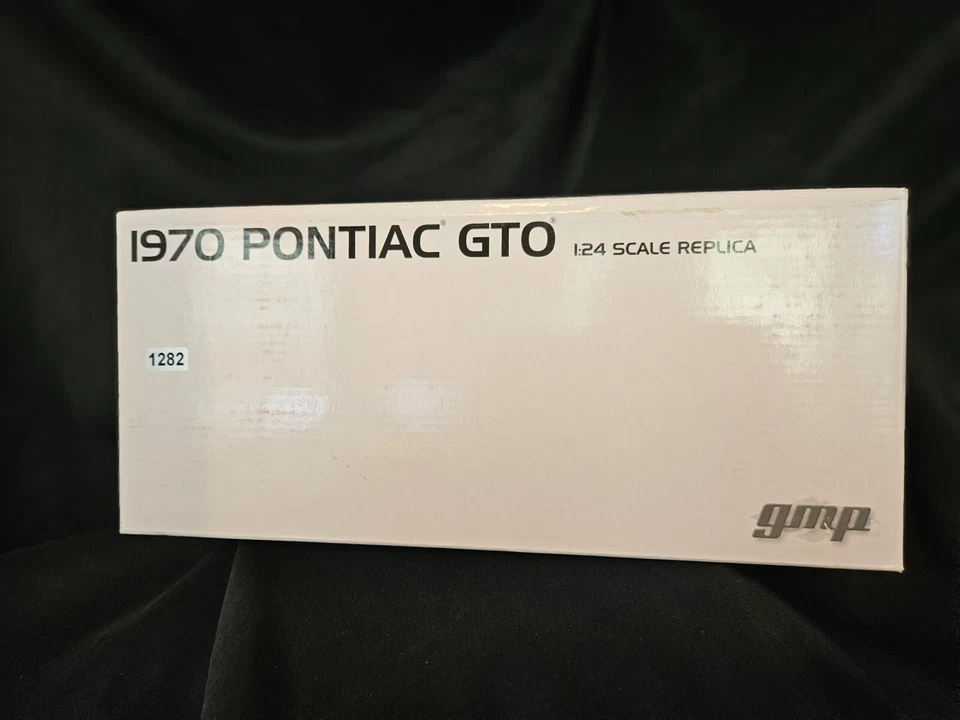 1970 PONTIAC® GTO® 1:24 SCALE REPLICA
1282
gmp